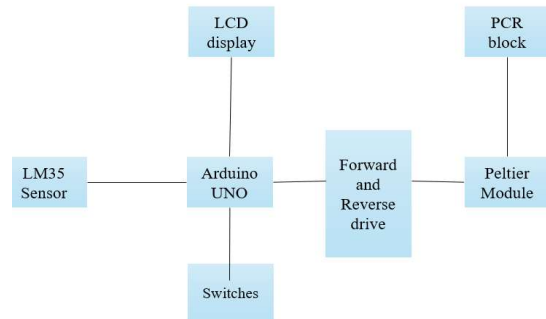 LCD
display
PCR
block
LM35
Sensor
Arduino
UNO
Forward
and
Reverse
drive
Peltier
Module
Switches